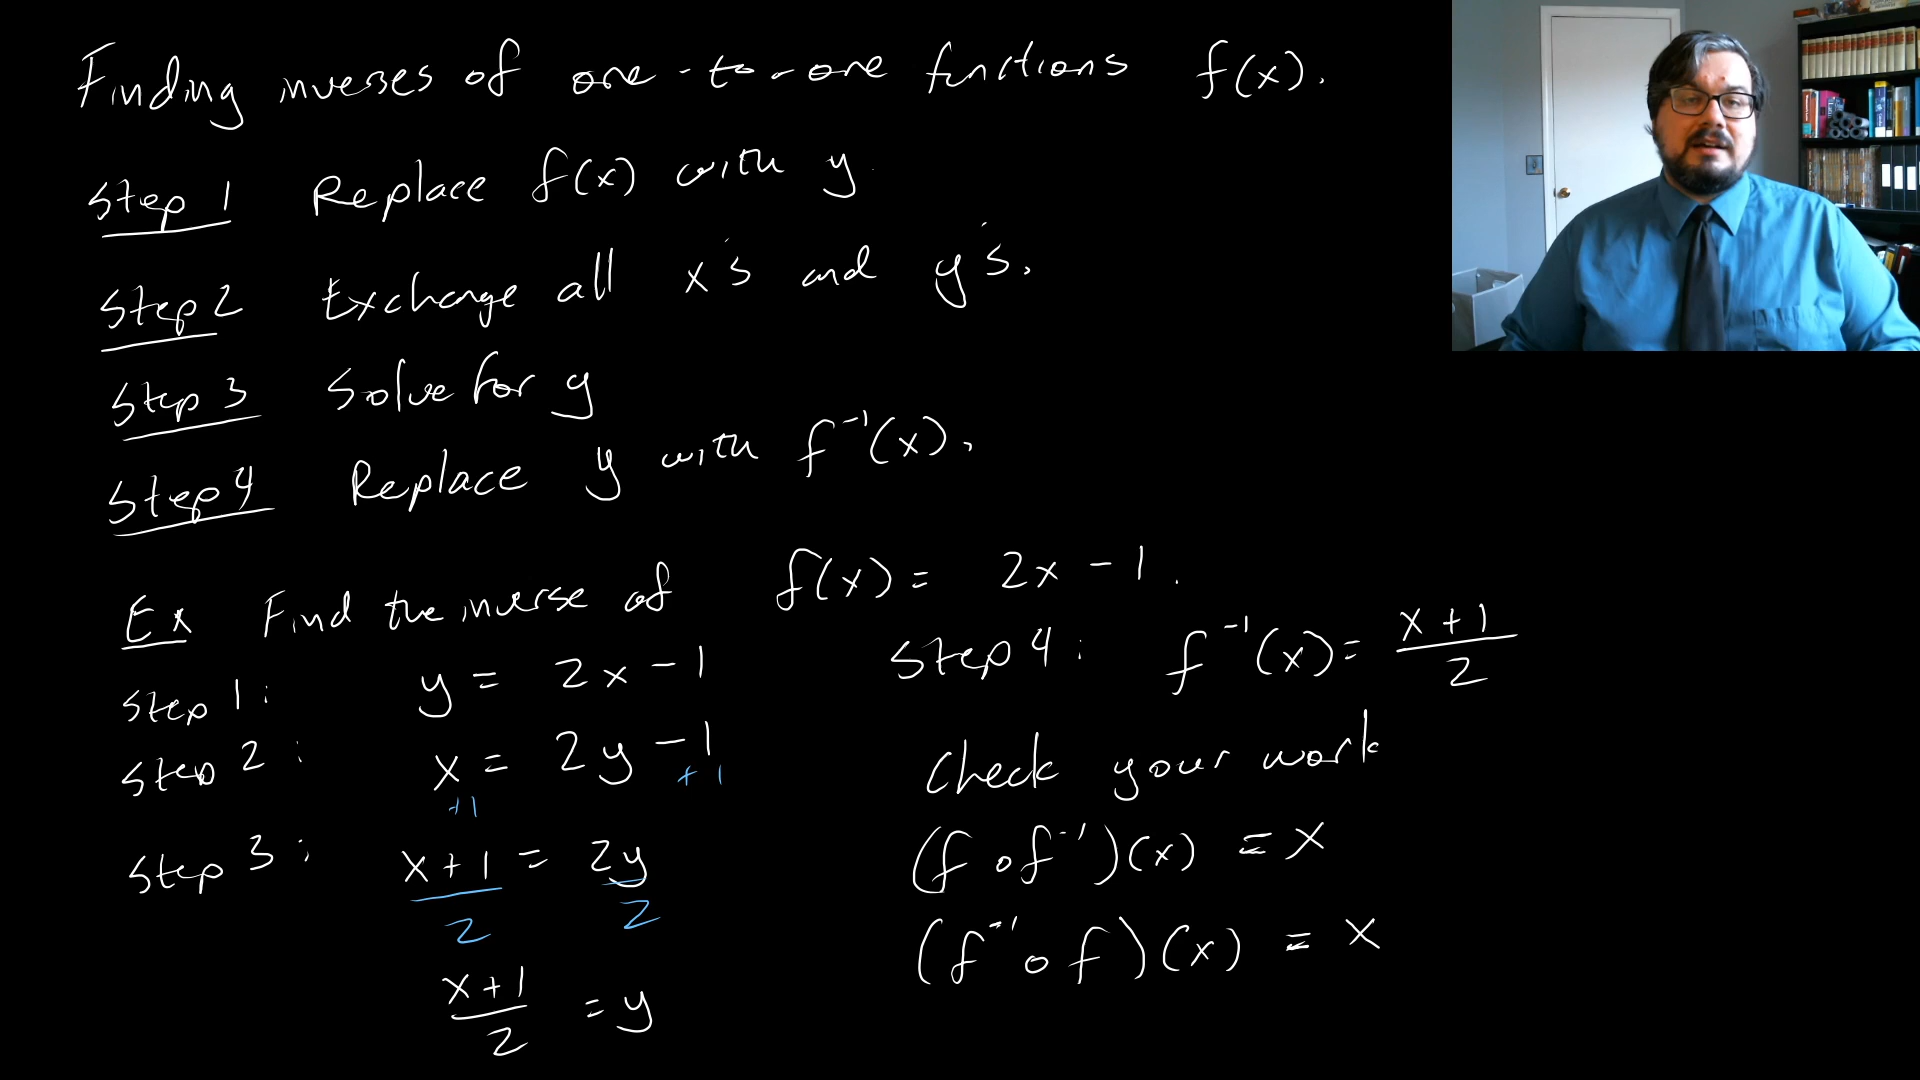 Finding inverses of one-to-one functions f(x).
Step 1 Replace f(x) with y.
Step 2 Exchange all x's and y's.
Step 3 Solve for y
Step 4 Replace y with f⁻¹(x).
Ex Find the inverse of f(x) = 2x - 1.
Step 1: y = 2x - 1
Step 2: x = 2y - 1
+1 +1
Step 3: x+1 = 2y
2 2
x+1
2 = y
Step 4: f⁻¹(x) = x+1
2
Check your work
(f o f⁻¹)(x) = x
(f⁻¹ o f)(x) = x